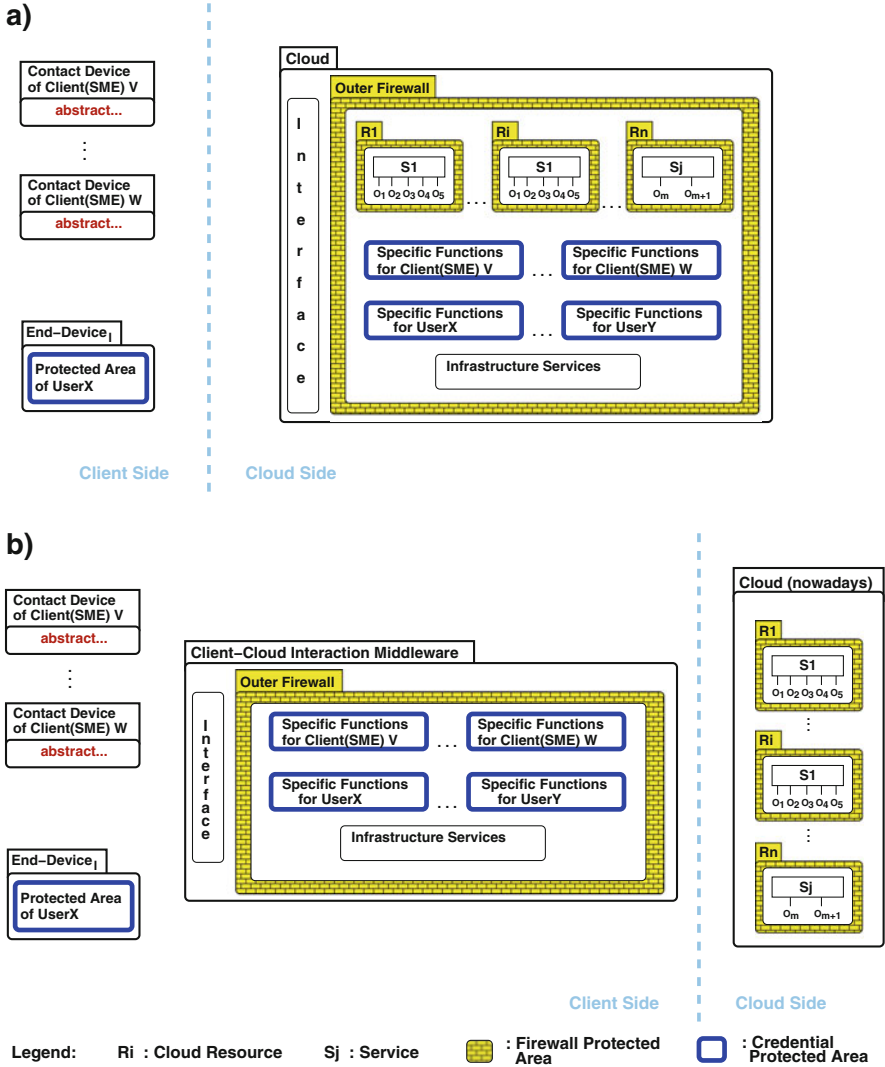 a)
Contact Device
of Client(SME) V
abstract...
Contact Device
of Client(SME) W
abstract...
End–Device I
Protected Area
of UserX
Client Side
Cloud
Interface
Outer Firewall
R1
S1
O1 O2 O3 O4 O5
...
Ri
S1
O1 O2 O3 O4 O5
...
Rn
Sj
Om Om+1
Specific Functions
for Client(SME) V
...
Specific Functions
for Client(SME) W
Specific Functions
for UserX
...
Specific Functions
for UserY
Infrastructure Services
Cloud Side
b)
Contact Device
of Client(SME) V
abstract...
Contact Device
of Client(SME) W
abstract...
End–Device I
Protected Area
of UserX
Client–Cloud Interaction Middleware
Interface
Outer Firewall
Specific Functions
for Client(SME) V
...
Specific Functions
for Client(SME) W
Specific Functions
for UserX
...
Specific Functions
for UserY
Infrastructure Services
Client Side
Cloud (nowadays)
R1
S1
O1 O2 O3 O4 O5
Ri
S1
O1 O2 O3 O4 O5
Rn
Sj
Om Om+1
Cloud Side
Legend: Ri : Cloud Resource Sj : Service
: Firewall Protected
Area
: Credential
Protected Area